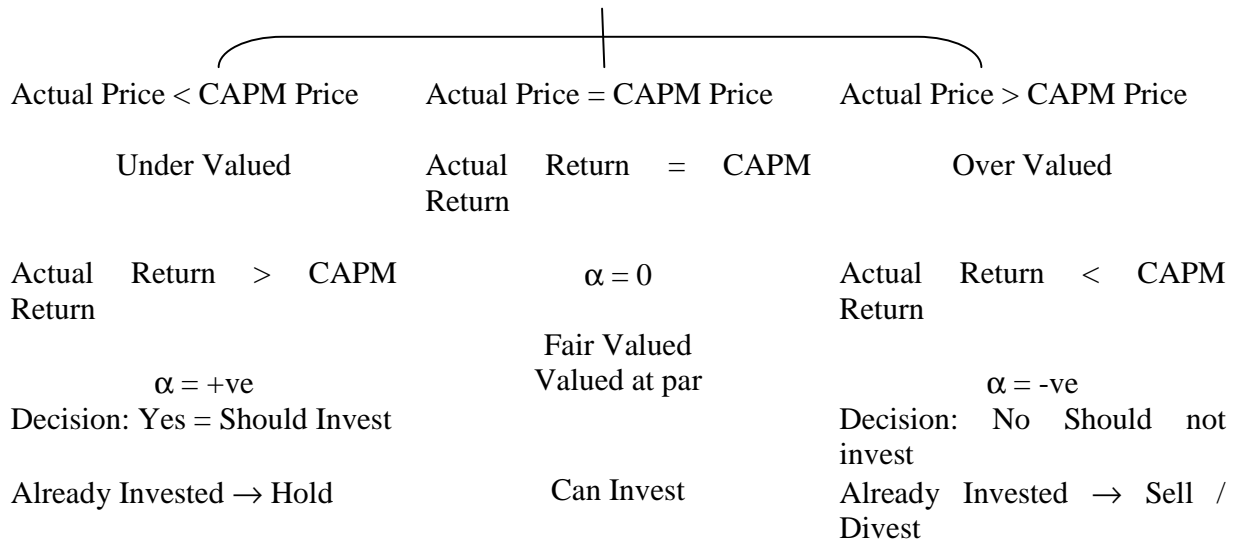 Actual Price < CAPM Price
Under Valued
Actual Return > CAPM
Return
α = +ve
Decision: Yes = Should Invest
Already Invested → Hold
Actual Price = CAPM Price
Actual Return = CAPM
Return
α = 0
Fair Valued
Valued at par
Can Invest
Actual Price > CAPM Price
Over Valued
Actual Return < CAPM
Return
α = -ve
Decision: No Should not
invest
Already Invested → Sell /
Divest